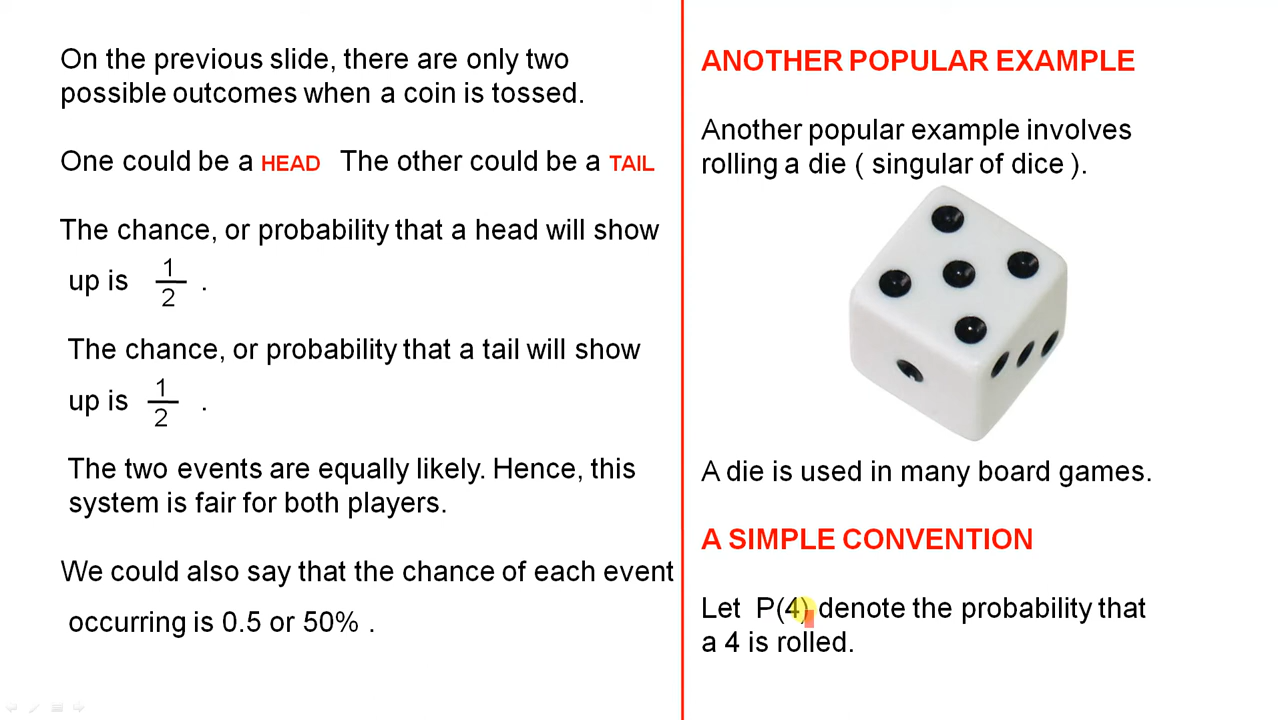 On the previous slide, there are only two
possible outcomes when a coin is tossed.
One could be a HEAD The other could be a TAIL
The chance, or probability that a head will show
up is 1/2 .
The chance, or probability that a tail will show
up is 1/2 .
The two events are equally likely. Hence, this
system is fair for both players.
We could also say that the chance of each event
occurring is 0.5 or 50% .
ANOTHER POPULAR EXAMPLE
Another popular example involves
rolling a die ( singular of dice ).
A die is used in many board games.
A SIMPLE CONVENTION
Let P(4) denote the probability that
a 4 is rolled.